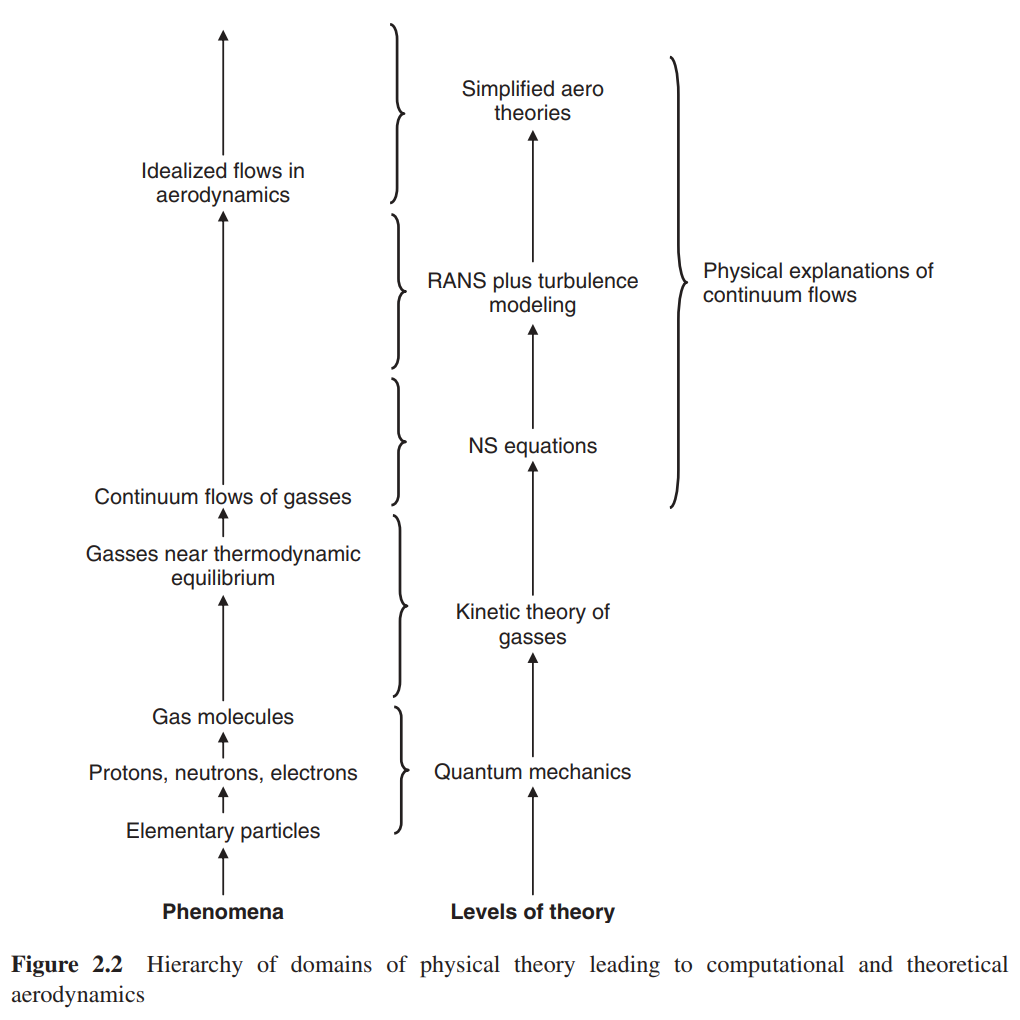 Simplified aero
theories
Idealized flows in
aerodynamics
RANS plus turbulence
modeling
Physical explanations of
continuum flows
NS equations
Continuum flows of gasses
Gasses near thermodynamic
equilibrium
Kinetic theory of
gasses
Gas molecules
Protons, neutrons, electrons
Quantum mechanics
Elementary particles
Phenomena
Levels of theory
Figure 2.2 Hierarchy of domains of physical theory leading to computational and theoretical
aerodynamics